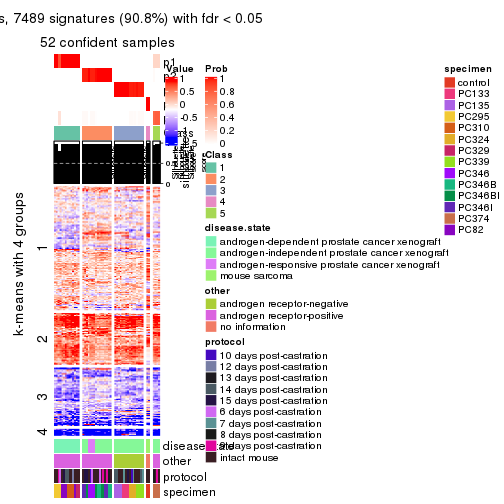 s, 7489 signatures (90.8%) with fdr < 0.05
52 confident samples
p1
Value
1
0.5
0
-0.5
Prob
1
0.8
0.6
0.4
0.2
0
Class
1
2
3
4
5
disease.state
androgen-dependent prostate cancer xenograft
androgen-independent prostate cancer xenograft
androgen-responsive prostate cancer xenograft
mouse sarcoma
other
androgen receptor-negative
androgen receptor-positive
no information
protocol
10 days post-castration
12 days post-castration
13 days post-castration
14 days post-castration
15 days post-castration
6 days post-castration
7 days post-castration
8 days post-castration
9 days post-castration
intact mouse
specimen
control
PC133
PC135
PC295
PC310
PC324
PC329
PC339
PC346
PC346B
PC346BI
PC346I
PC374
PC82
k-means with 4 groups
1
2
3
4
other
protocol
specimen